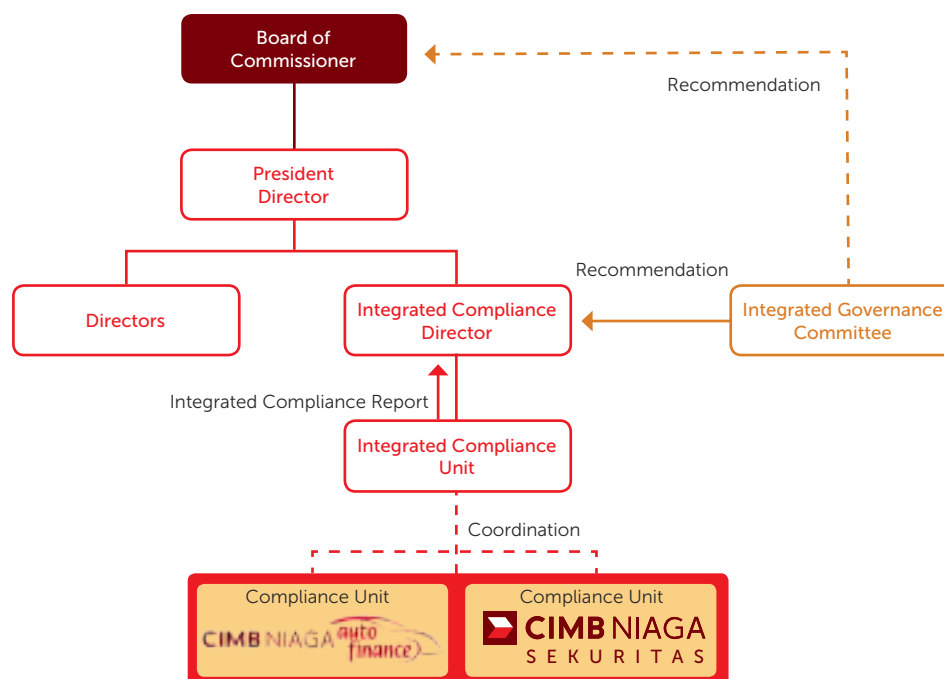 Board of
Commissioner
Recommendation
President
Director
Recommendation
Directors
Integrated Compliance
Director
Integrated Governance
Committee
Integrated Compliance Report
Integrated Compliance
Unit
Coordination
Compliance Unit
CIMB NIAGA auto
finance
Compliance Unit
CIMB NIAGA
SEKURITAS